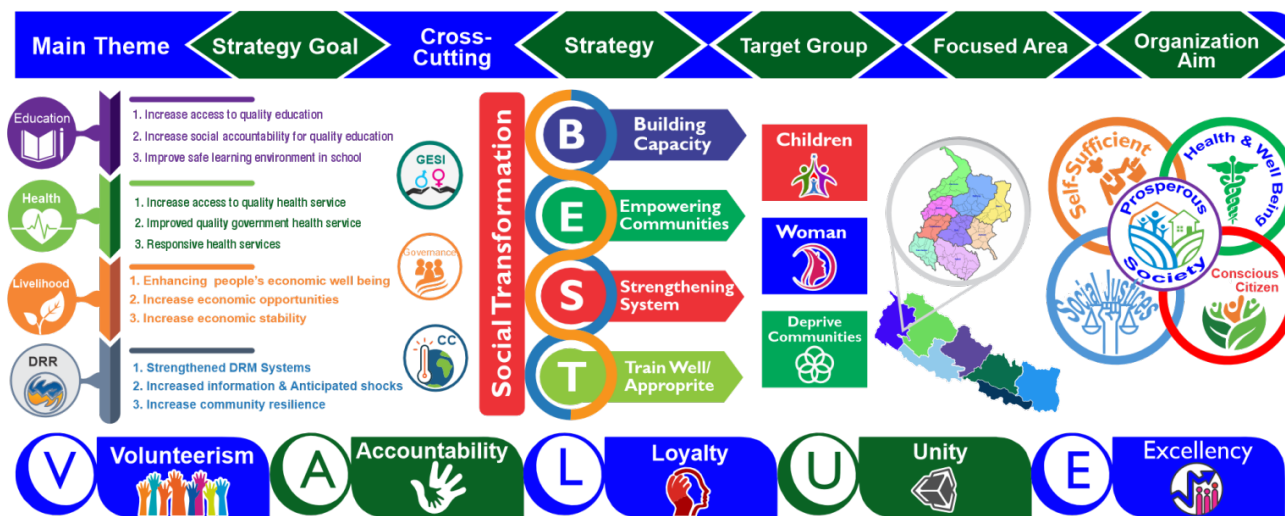 Main Theme
Strategy Goal
Cross-
Cutting
Strategy
Target Group
Focused Area
Organization
Aim
Education
1. Increase access to quality education
2. Increase social accountability for quality education
3. Improve safe learning environment in school
Health
1. Increase access to quality health service
2. Improved quality government health service
3. Responsive health services
Livelihood
1. Enhancing people's economic well being
2. Increase economic opportunities
3. Increase economic stability
DRR
1. Strengthened DRM Systems
2. Increased information & Anticipated shocks
3. Increase community resilience
GESI
Governance
CC
Social Transformation
B
Building
Capacity
E
Empowering
Communities
S
Strengthening
System
T
Train Well/
Approprite
Children
Woman
Deprive
Communities
Self-Sufficient
Health & Well Being
Prosperous
Society
Social Justices
Conscious
Citizen
V
Volunteerism
A
Accountability
L
Loyalty
U
Unity
E
Excellency